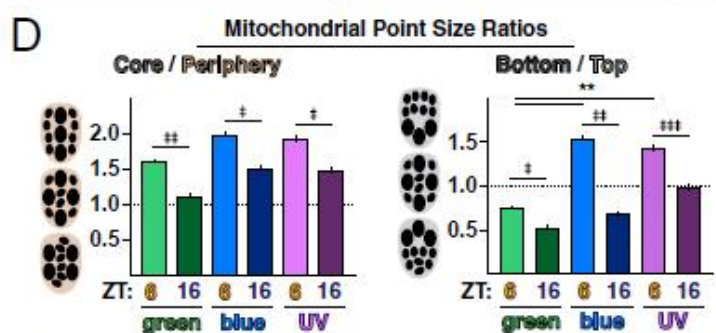 D
Mitochondrial Point Size Ratios
Core / Periphery
2.0
1.5
1.0
0.5
‡‡
‡
‡
ZT: 6 16 6 16 6 16
green blue UV
Bottom / Top
1.5
1.0
0.5
**
‡
‡‡
‡‡‡
ZT: 6 16 6 16 6 16
green blue UV